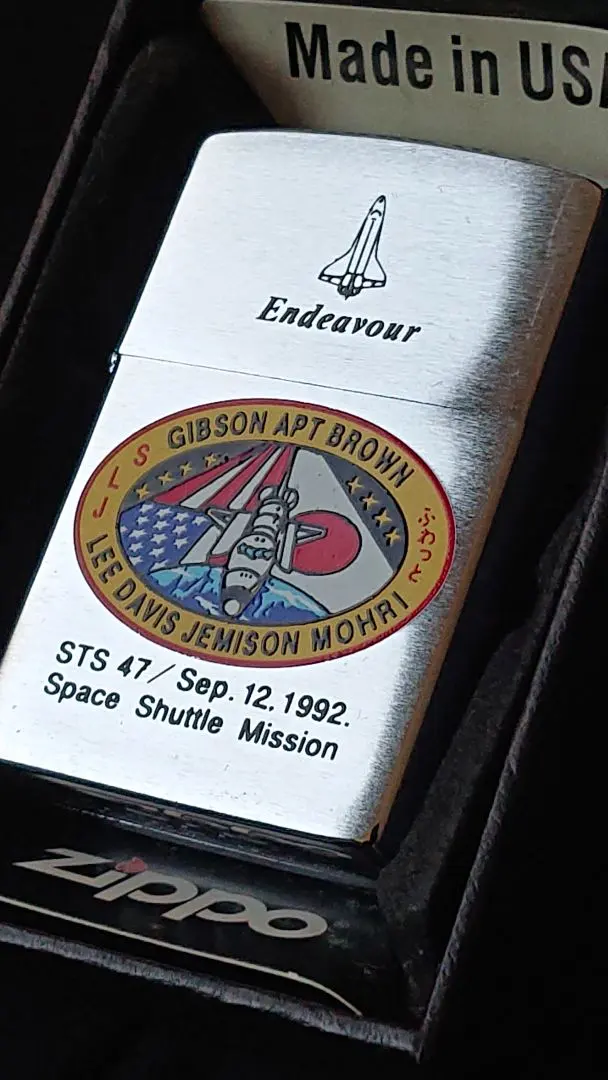 Made in USA
Endeavour
GIBSON APT BROWN
SLJ
ふわっと
LEE DAVIS JEMISON MOHRI
STS 47/ Sep. 12. 1992.
Space Shuttle Mission
zippo